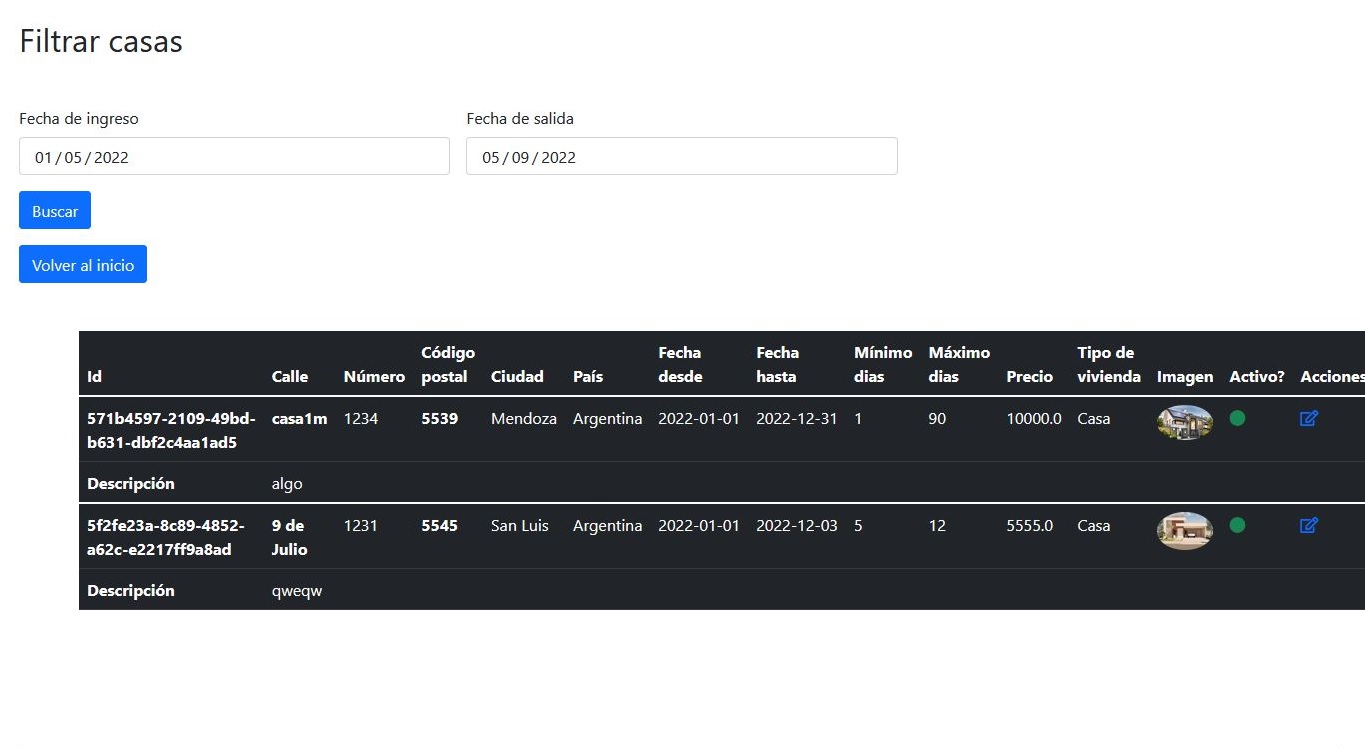 Filtrar casas
Fecha de ingreso Fecha de salida
01/05/2022 05/09/2022
Buscar
Volver al inicio
Id Calle Número Código postal Ciudad País Fecha desde Fecha hasta Mínimo dias Máximo dias Precio Tipo de vivienda Imagen Activo? Acciones
571b4597-2109-49bd-b631-dbf2c4aa1ad5 casa1m 1234 5539 Mendoza Argentina 2022-01-01 2022-12-31 1 90 10000.0 Casa
Descripción algo
5f2fe23a-8c89-4852-a62c-e2217ff9a8ad 9 de Julio 1231 5545 San Luis Argentina 2022-01-01 2022-12-03 5 12 5555.0 Casa
Descripción qweqw